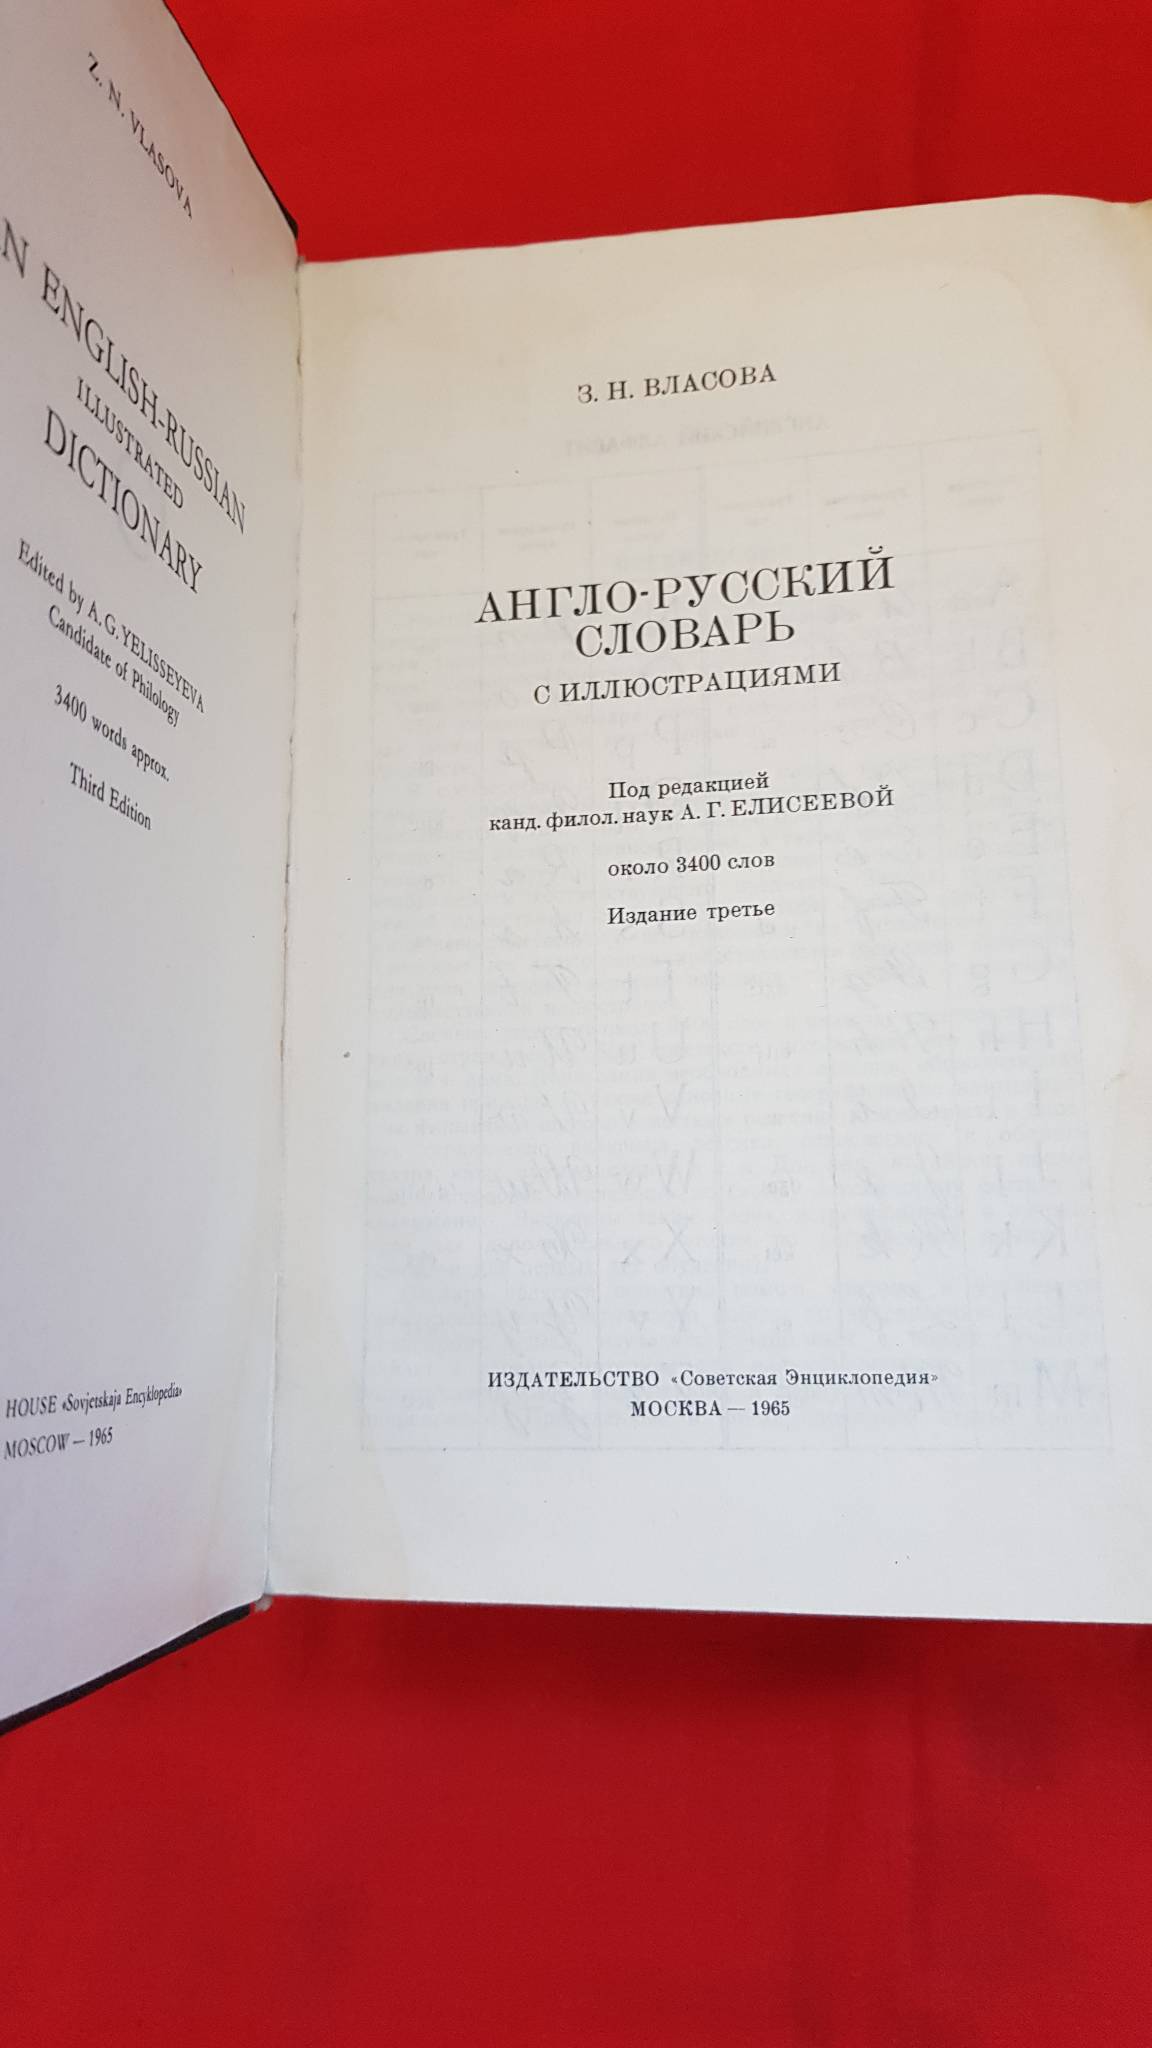 Z. N. VLASOVA
ENGLISH-RUSSIAN
ILLUSTRATED
DICTIONARY
Edited by A. G. YELISSEYEVA
Candidate of Philology
3400 words approx.
Third Edition
HOUSE «Sovjetskaja Encyklopedia»
MOSCOW — 1965
З. Н. ВЛАСОВА
АНГЛО-РУССКИЙ
СЛОВАРЬ
С ИЛЛЮСТРАЦИЯМИ
Под редакцией
канд. филол. наук А. Г. ЕЛИСЕЕВОЙ
около 3400 слов
Издание третье
ИЗДАТЕЛЬСТВО «Советская Энциклопедия»
МОСКВА — 1965